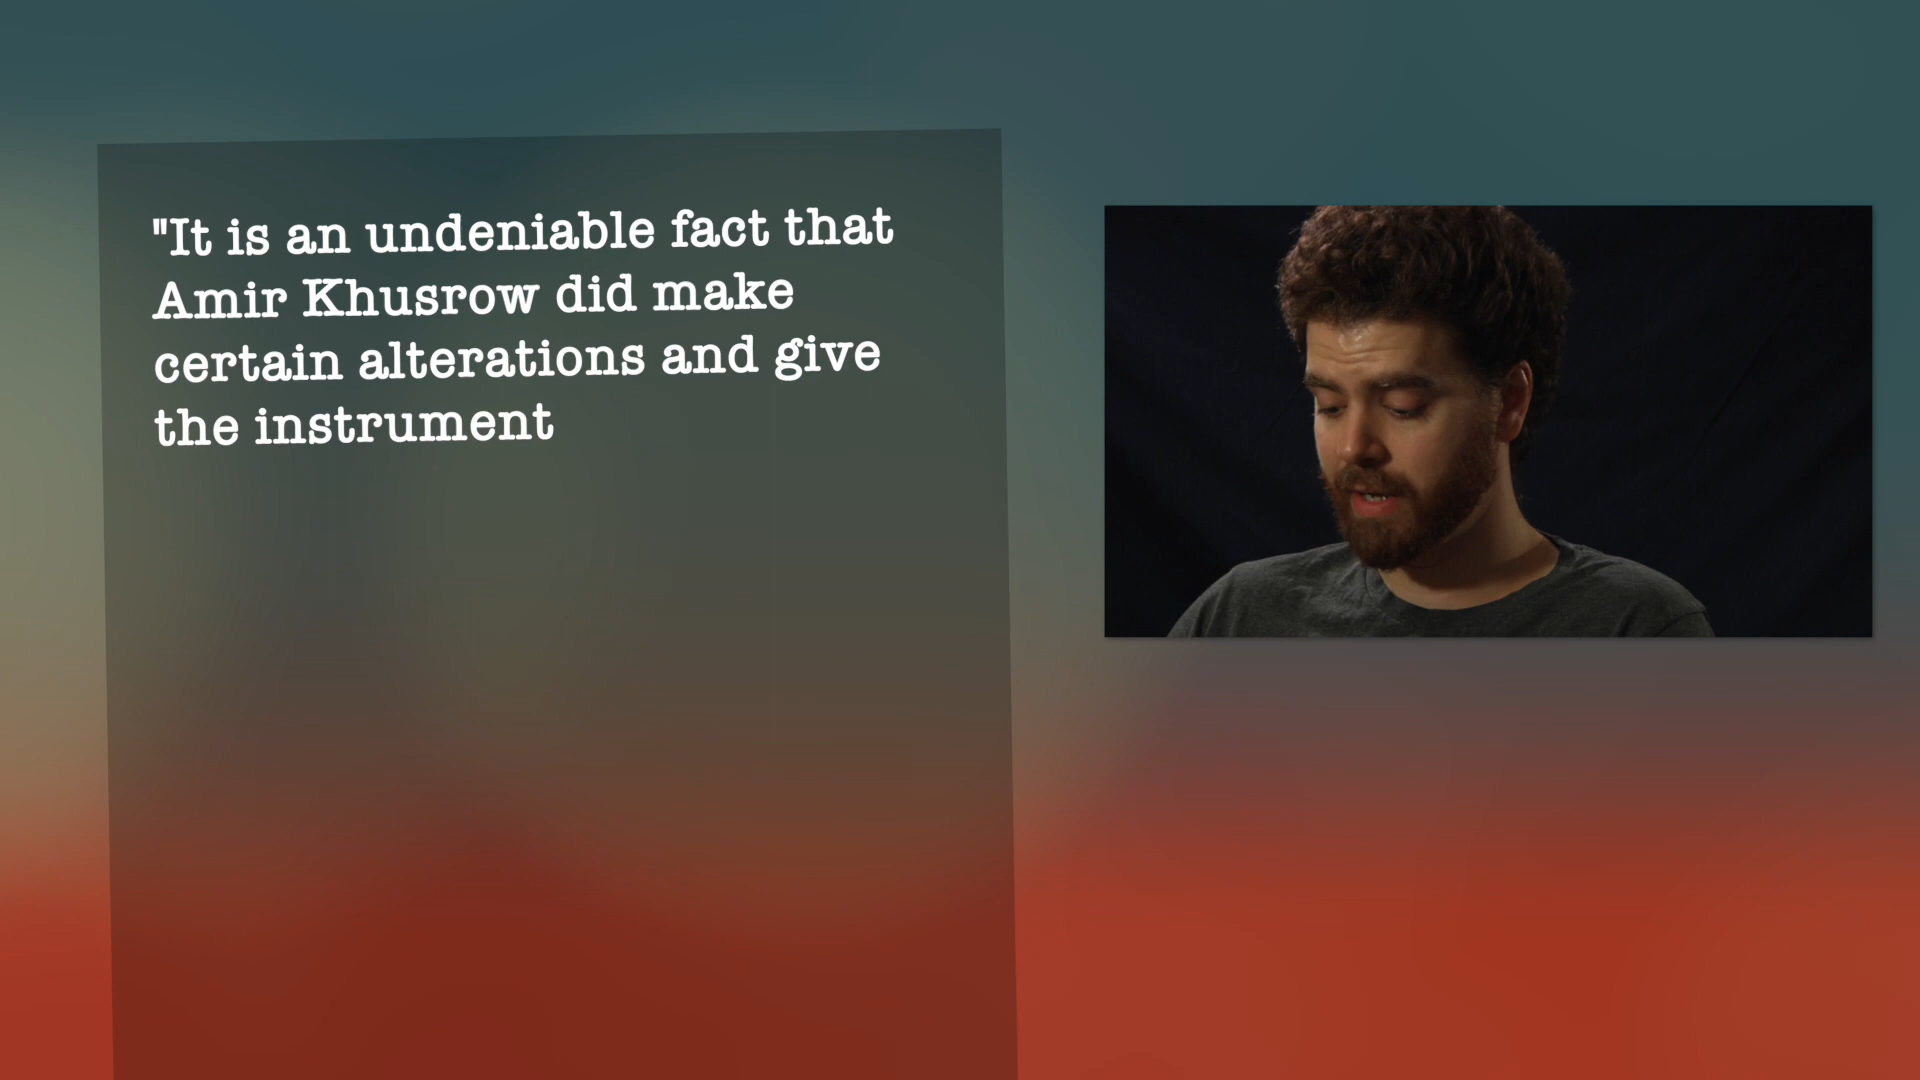 "It is an undeniable fact that
Amir Khusrow did make
certain alterations and give
the instrument